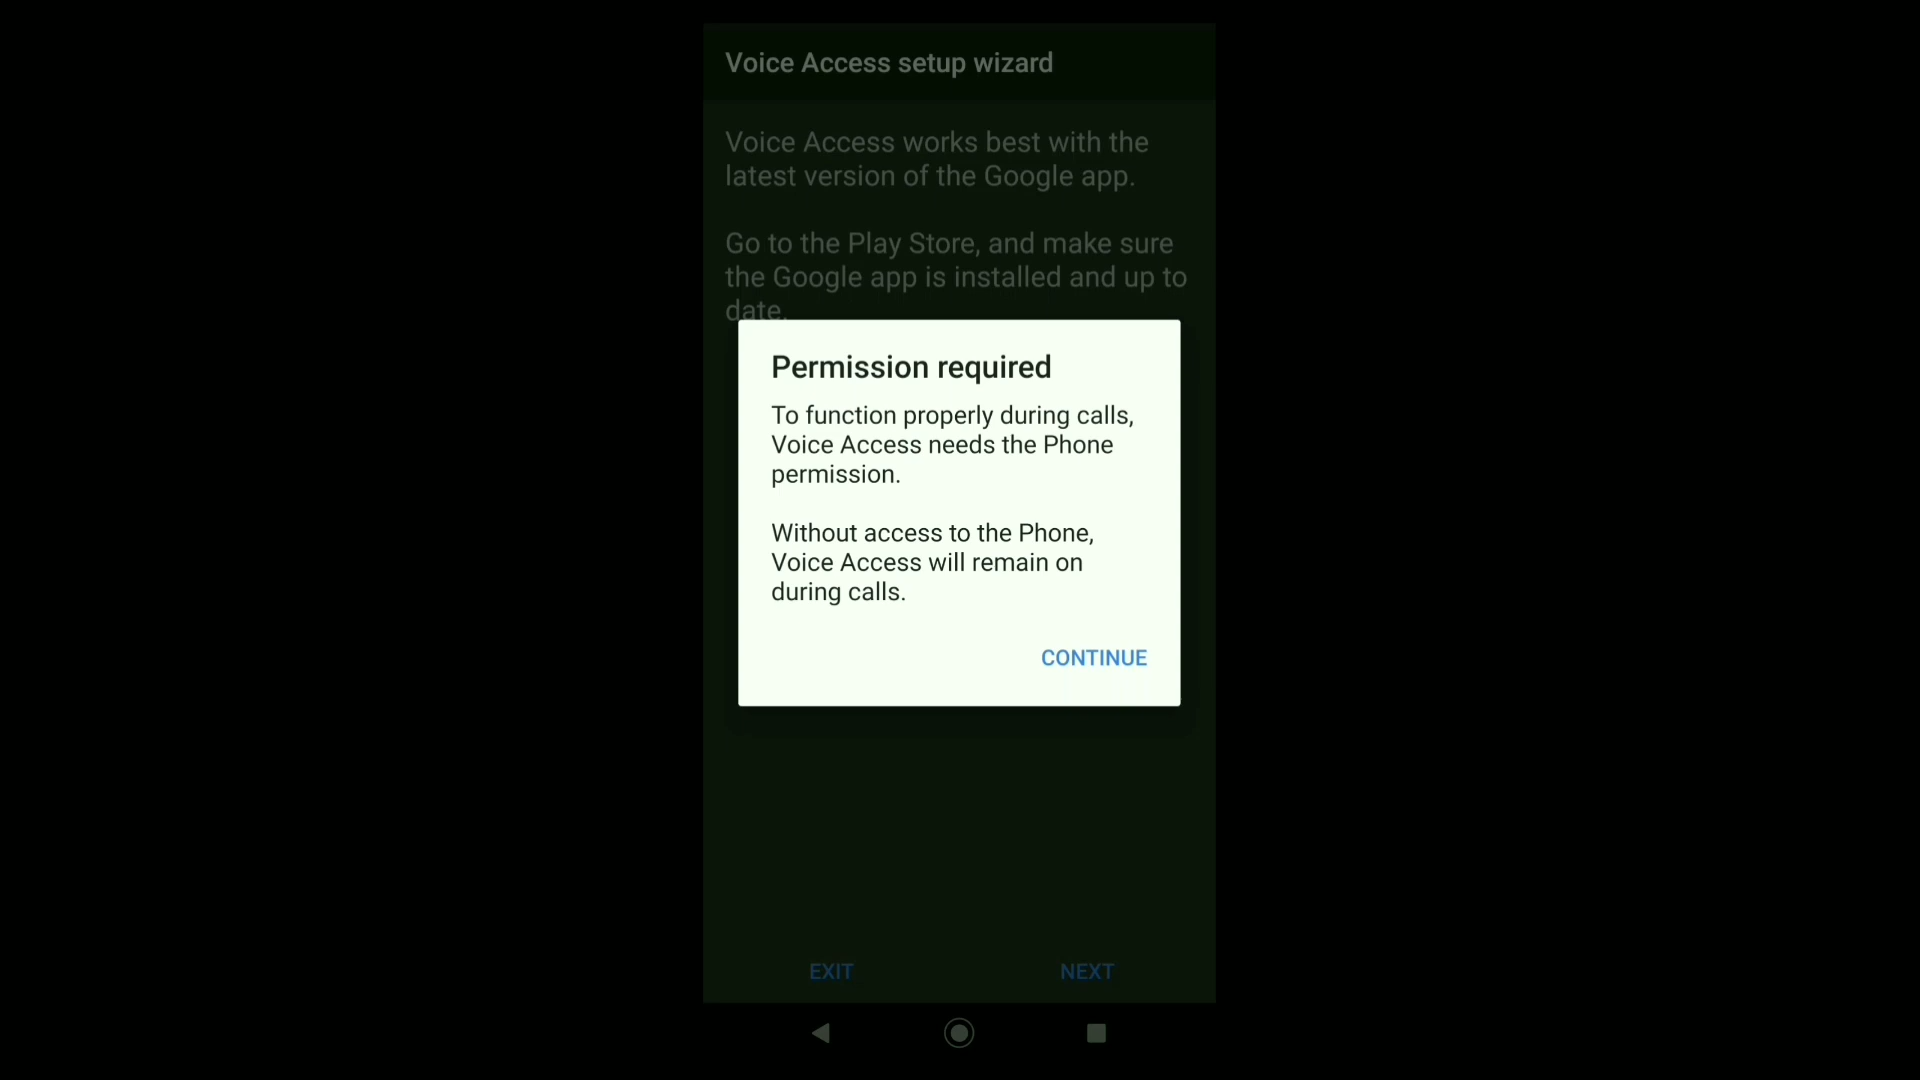 Voice Access setup wizard
Voice Access works best with the
latest version of the Google app.
Go to the Play Store, and make sure
the Google app is installed and up to
date.
Permission required
To function properly during calls,
Voice Access needs the Phone
permission.
Without access to the Phone,
Voice Access will remain on
during calls.
CONTINUE
EXIT
NEXT